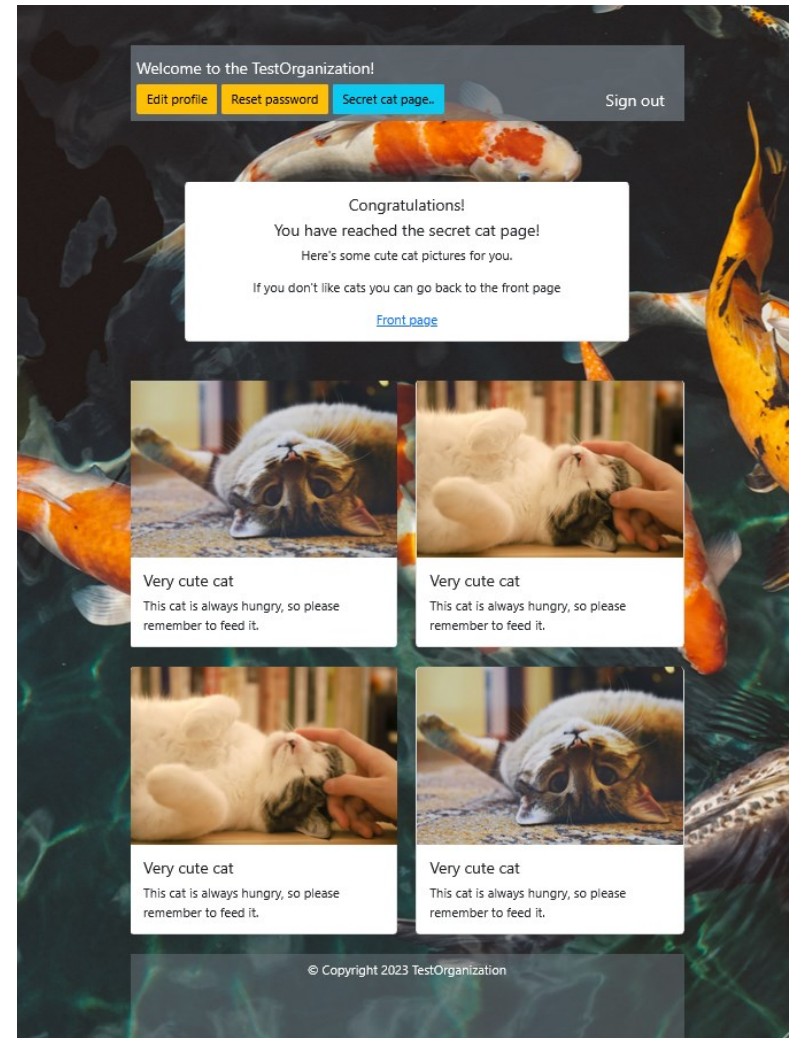 Welcome to the TestOrganization!
Edit profile
Reset password
Secret cat page..
Sign out
Congratulations!
You have reached the secret cat page!
Here's some cute cat pictures for you.
If you don't like cats you can go back to the front page
Front page
Very cute cat
This cat is always hungry, so please
remember to feed it.
Very cute cat
This cat is always hungry, so please
remember to feed it.
Very cute cat
This cat is always hungry, so please
remember to feed it.
Very cute cat
This cat is always hungry, so please
remember to feed it.
© Copyright 2023 TestOrganization